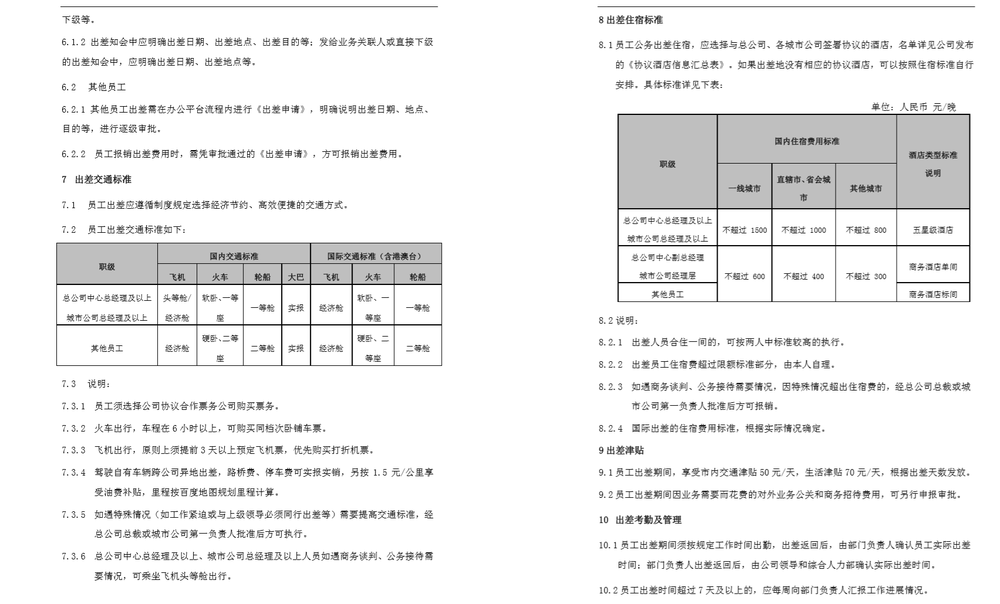 下级等。
6.1.2 出差知会中应明确出差日期、出差地点、出差目的等；发给业务关联人或直接下级
的出差知会中，应明确出差日期、出差地点等。
6.2 其他员工
6.2.1 其他员工出差需在办公平台流程内进行《出差申请》，明确说明出差日期、地点、
目的等，进行逐级审批。
6.2.2 员工报销出差费用时，需凭审批通过的《出差申请》，方可报销出差费用。
7 出差交通标准
7.1 员工出差应遵循制度规定选择经济节约、高效便捷的交通方式。
7.2 员工出差交通标准如下：
职级 国内交通标准 国际交通标准（含港澳台）
飞机 火车 轮船 大巴 飞机 火车 轮船
总公司中心总经理及以上 头等舱/ 软卧、一等 一等舱 实报 经济舱 软卧、一 一等舱
城市公司总经理及以上 经济舱 座 等座
其他员工 经济舱 硬卧、二等 二等舱 实报 经济舱 硬卧、二 二等舱
座 等座
7.3 说明：
7.3.1 员工须选择公司协议合作票务公司购买票务。
7.3.2 火车出行，车程在 6 小时以上，可购买同档次卧铺车票。
7.3.3 飞机出行，原则上须提前 3 天以上预定飞机票，优先购买打折机票。
7.3.4 驾驶自有车辆跨公司异地出差，路桥费、停车费可实报实销，另按 1.5 元/公里享
受油费补贴，里程按百度地图规划里程计算。
7.3.5 如遇特殊情况（如工作紧迫或与上级领导必须同行出差等）需要提高交通标准，经
总公司总裁或城市公司第一负责人批准后方可执行。
7.3.6 总公司中心总经理及以上、城市公司总经理及以上人员如遇商务谈判、公务接待需
要情况，可乘坐飞机头等舱出行。
8 出差住宿标准
8.1 员工公务出差住宿，应选择与总公司、各城市公司签署协议的酒店，名单详见公司发布
的《协议酒店信息汇总表》。如果出差地没有相应的协议酒店，可以按照住宿标准自行
安排。具体标准详见下表：
单位：人民币 元/晚
职级 国内住宿费用标准 酒店类型标准
说明
一线城市 直辖市、省会城 其他城市
市
总公司中心总经理及以上 不超过 1500 不超过 1000 不超过 800 五星级酒店
城市公司总经理及以上
总公司中心副总经理 商务酒店单间
城市公司经理层 不超过 600 不超过 400 不超过 300
其他员工 商务酒店标间
8.2 说明：
8.2.1 出差人员合住一间的，可按两人中标准较高的执行。
8.2.2 出差员工住宿费超过限额标准部分，由本人自理。
8.2.3 如遇商务谈判、公务接待需要情况，因特殊情况超出住宿费的，经总公司总裁或城
市公司第一负责人批准后方可报销。
8.2.4 国际出差的住宿费用标准，根据实际情况确定。
9 出差津贴
9.1 员工出差期间，享受市内交通津贴 50 元/天，生活津贴 70 元/天，根据出差天数发放。
9.2 员工出差期间因业务需要而花费的对外业务公关和商务招待费用，可另行申报审批。
10 出差考勤及管理
10.1 员工出差期间须按规定工作时间出勤，出差返回后，由部门负责人确认员工实际出差
时间；部门负责人出差返回后，由公司领导和综合人力部确认实际出差时间。
10.2 员工出差时间超过 7 天及以上的，应每周向部门负责人汇报工作进展情况。